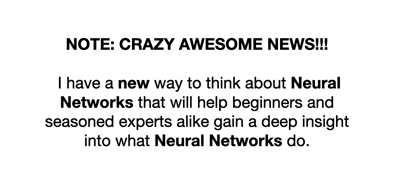 NOTE: CRAZY AWESOME NEWS!!!
I have a new way to think about Neural
Networks that will help beginners and
seasoned experts alike gain a deep insight
into what Neural Networks do.